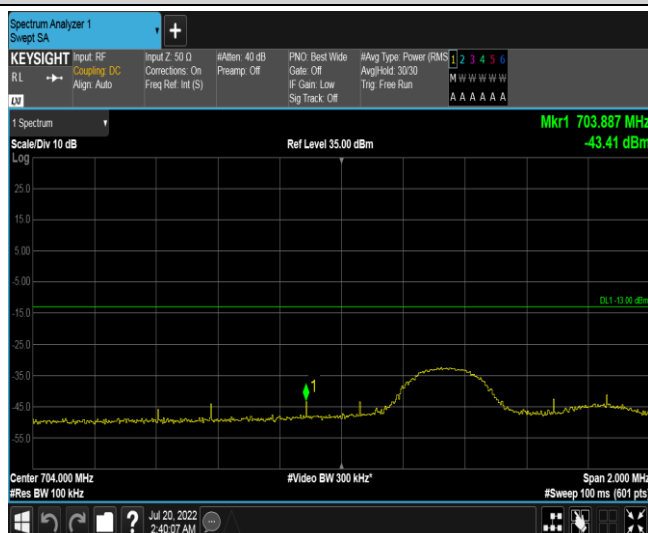 Spectrum Analyzer 1
Swept SA
KEYSIGHT
RL
Input: RF
Coupling: DC
Align: Auto
Input Z: 50 Ω
Corrections: On
Freq Ref: Int (S)
#Atten: 40 dB
Preamp: Off
PNO: Best Wide
Gate: Off
IF Gain: Low
Sig Track: Off
#Avg Type: Power (RMS
Avg|Hold: 30/30
Trig: Free Run
1 2 3 4 5 6
M W W W W W
A A A A A A
1 Spectrum
Mkr1 703.887 MHz
Scale/Div 10 dB
Ref Level 35.00 dBm
-43.41 dBm
Log
25.0
15.0
5.00
-5.00
DL1 -13.00 dBm
-15.0
-25.0
-35.0
1
-45.0
-55.0
Center 704.000 MHz
#Video BW 300 kHz*
Span 2.000 MHz
#Res BW 100 kHz
#Sweep 100 ms (601 pts)
Jul 20, 2022
2:40:07 AM